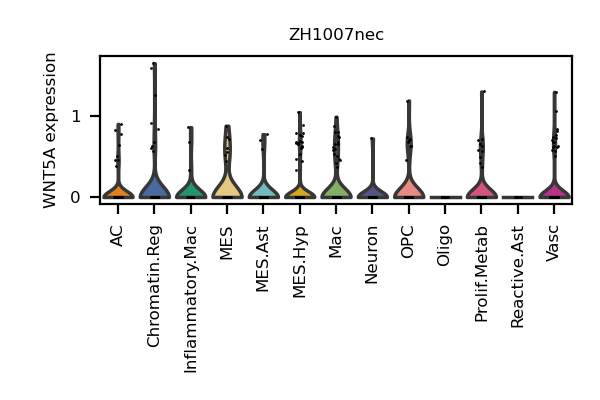 ZH1007nec
WNT5A expression
1
0
AC
Chromatin.Reg
Inflammatory.Mac
MES
MES.Ast
MES.Hyp
Mac
Neuron
OPC
Oligo
Prolif.Metab
Reactive.Ast
Vasc